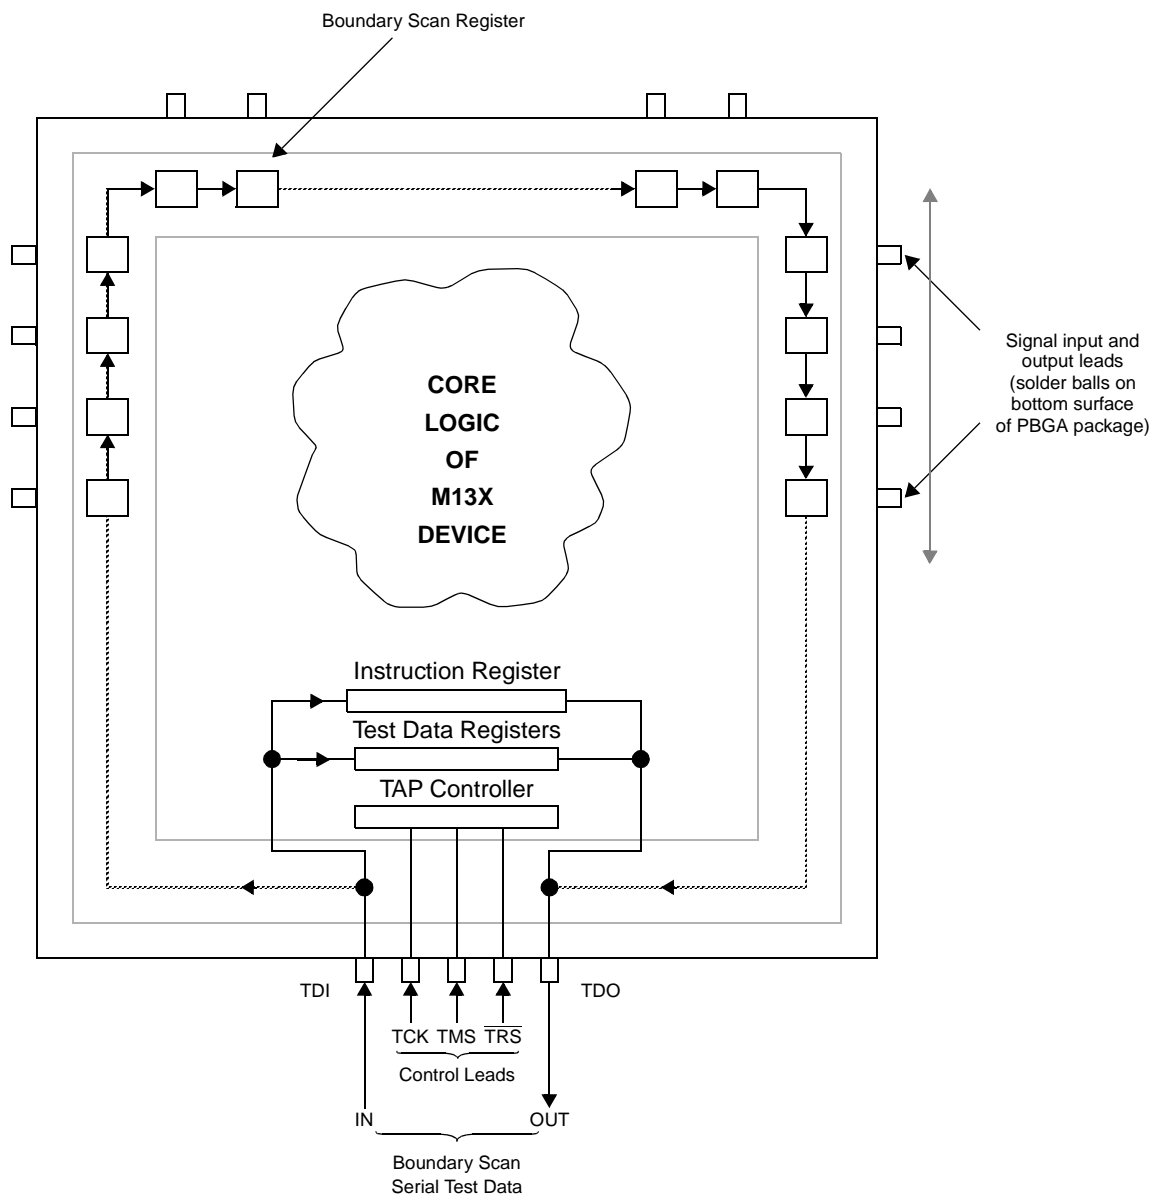 Boundary Scan Register
Signal input and
output leads
(solder balls on
bottom surface
of PBGA package)
CORE
LOGIC
OF
M13X
DEVICE
Instruction Register
Test Data Registers
TAP Controller
TDI
TDO
TCK TMS T̅R̅S̅
Control Leads
IN
OUT
Boundary Scan
Serial Test Data